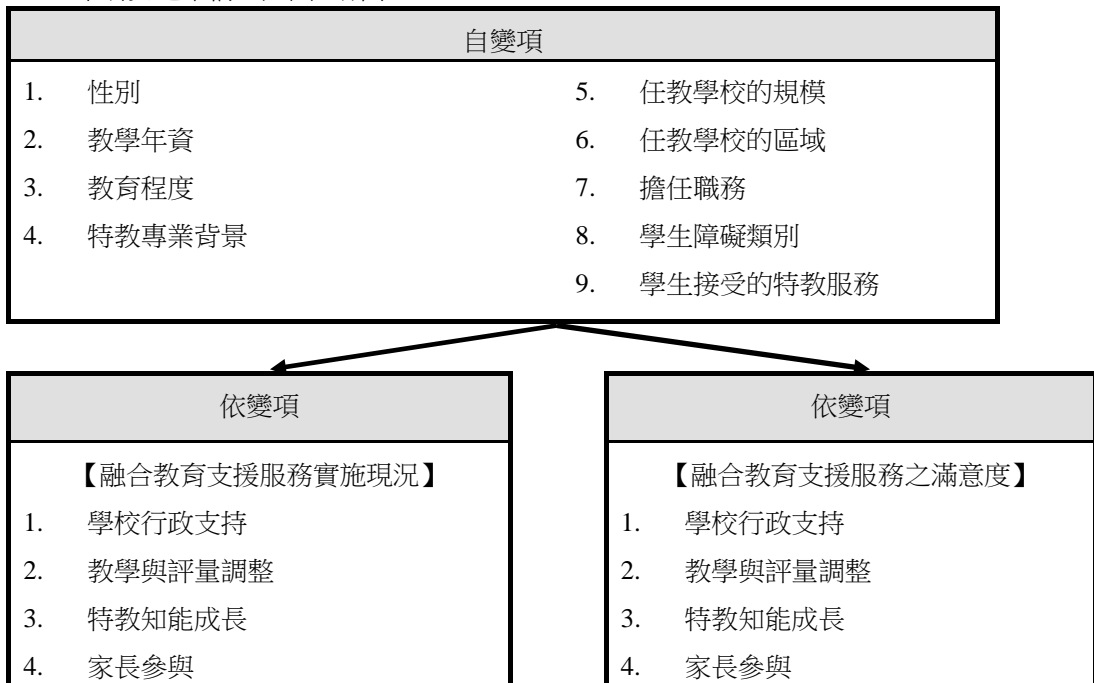 自變項
1. 性別
2. 教學年資
3. 教育程度
4. 特教專業背景
5. 任教學校的規模
6. 任教學校的區域
7. 擔任職務
8. 學生障礙類別
9. 學生接受的特教服務
依變項
【融合教育支援服務實施現況】
1. 學校行政支持
2. 教學與評量調整
3. 特教知能成長
4. 家長參與
依變項
【融合教育支援服務之滿意度】
1. 學校行政支持
2. 教學與評量調整
3. 特教知能成長
4. 家長參與